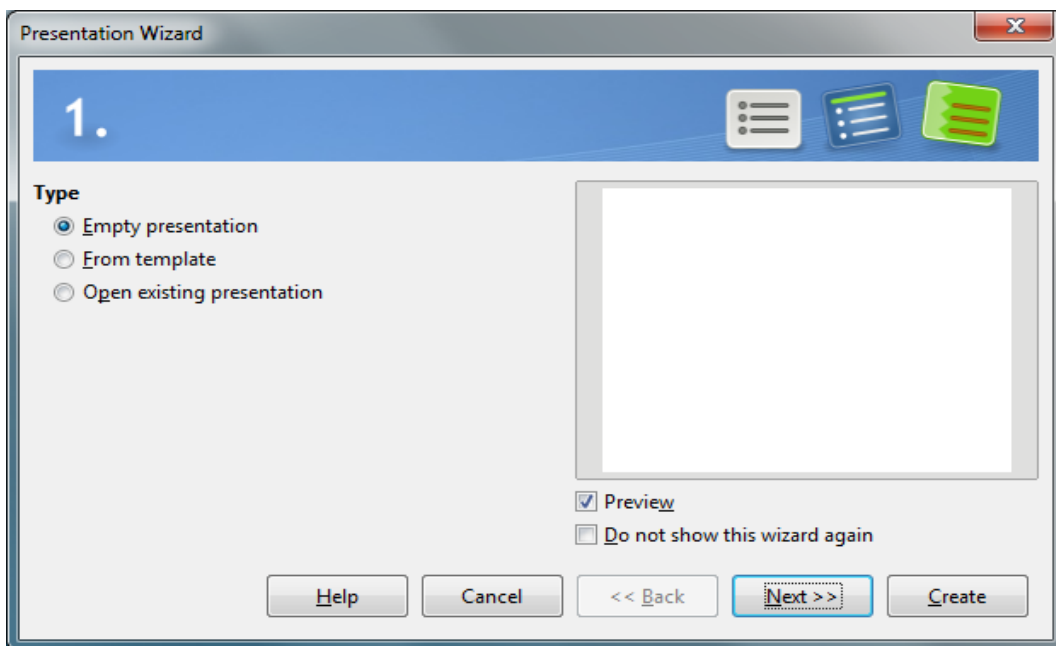 Presentation Wizard
1.
Type
Empty presentation
From template
Open existing presentation
Preview
Do not show this wizard again
Help
Cancel
<< Back
Next >>
Create